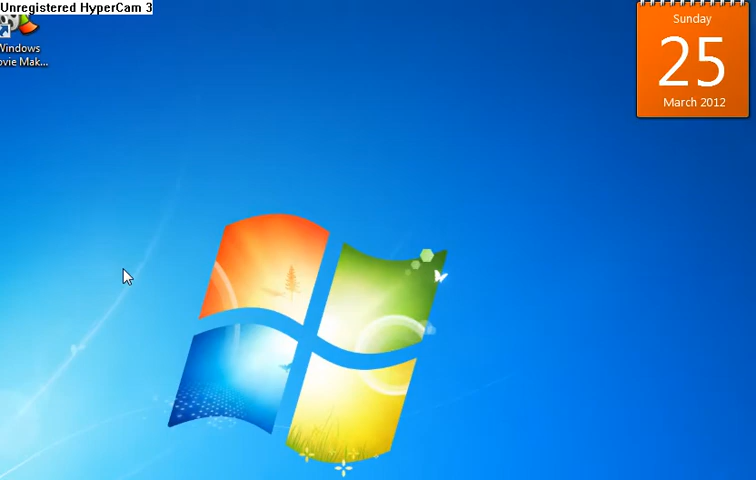 Unregistered HyperCam 3
Windows
ovie Mak...
Sunday
25
March 2012